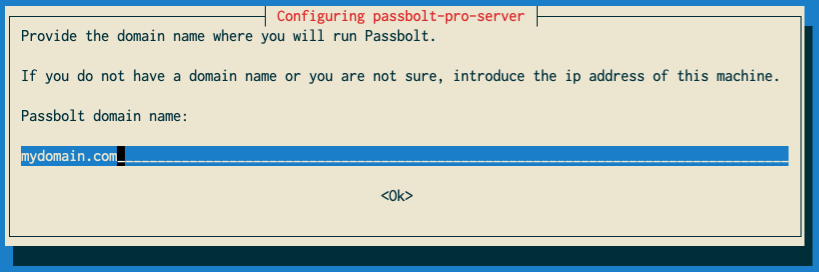 Configuring passbolt-pro-server
Provide the domain name where you will run Passbolt.
If you do not have a domain name or you are not sure, introduce the ip address of this machine.
Passbolt domain name:
mydomain.com
<Ok>